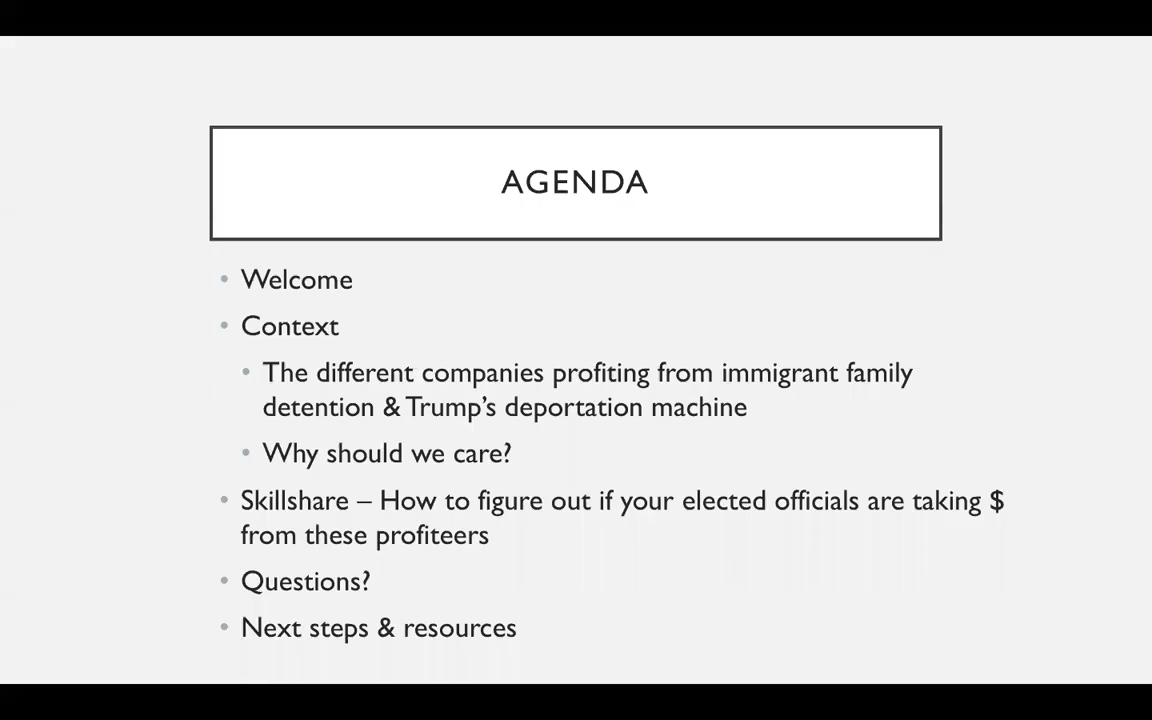 AGENDA
• Welcome
• Context
• The different companies profiting from immigrant family
detention & Trump's deportation machine
• Why should we care?
• Skillshare – How to figure out if your elected officials are taking $
from these profiteers
• Questions?
• Next steps & resources